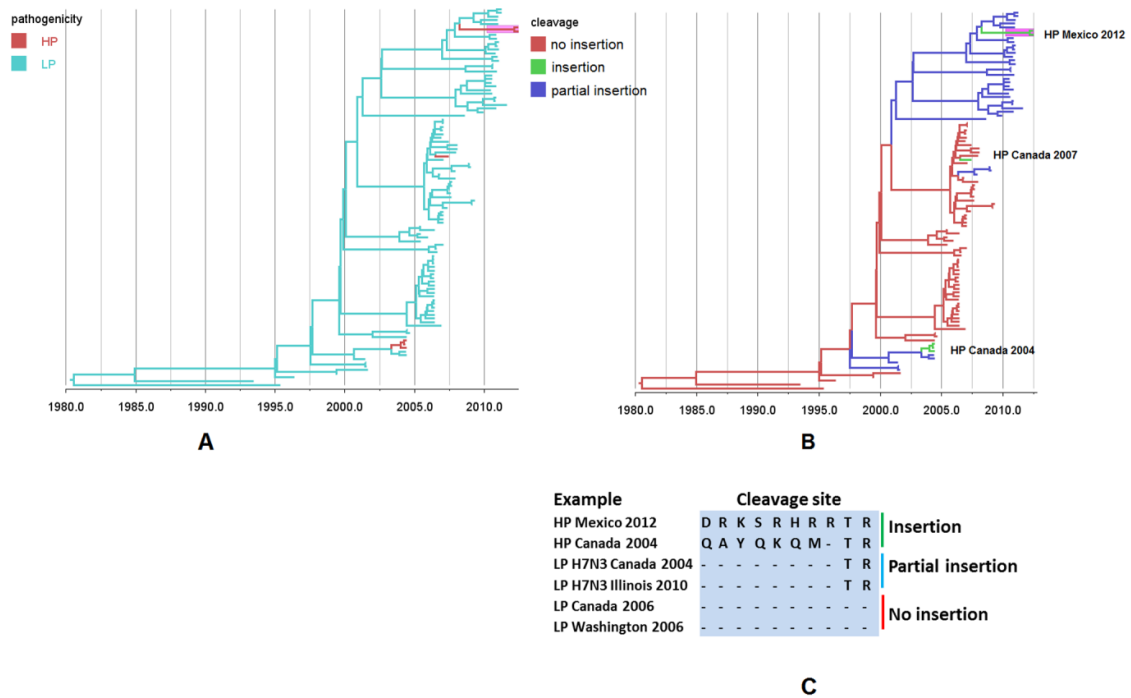 pathogenicity
HP
LP
1980.0 1985.0 1990.0 1995.0 2000.0 2005.0 2010.0
A
cleavage
no insertion
insertion
partial insertion
HP Mexico 2012
HP Canada 2007
HP Canada 2004
1980.0 1985.0 1990.0 1995.0 2000.0 2005.0 2010.0
B
Example Cleavage site
HP Mexico 2012 D R K S R H R R T R
HP Canada 2004 Q A Y Q K Q M - T R
Insertion
LP H7N3 Canada 2004 - - - - - - - - T R
LP H7N3 Illinois 2010 - - - - - - - - T R
Partial insertion
LP Canada 2006 - - - - - - - - - -
LP Washington 2006 - - - - - - - - - -
No insertion
C